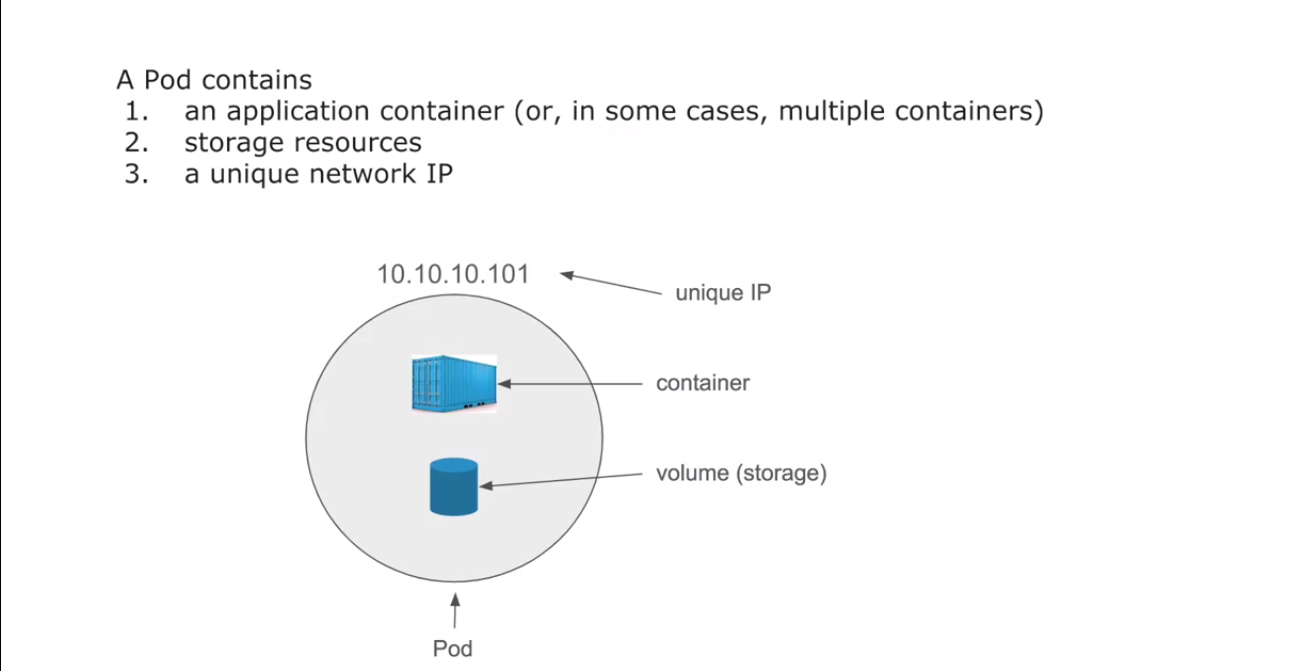 A Pod contains
1. an application container (or, in some cases, multiple containers)
2. storage resources
3. a unique network IP
10.10.10.101
unique IP
container
volume (storage)
Pod